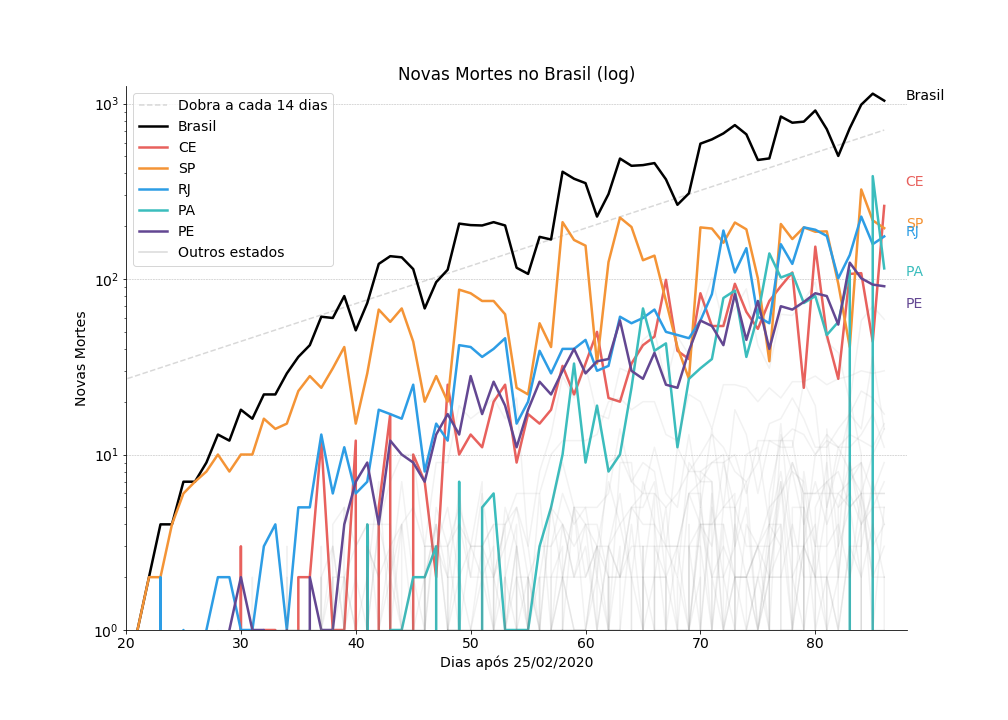 Novas Mortes no Brasil (log)
Dobra a cada 14 dias
Brasil
CE
SP
RJ
PA
PE
Outros estados
Brasil
CE
SP
RJ
PA
PE
Novas Mortes
10³
10²
10¹
10⁰
20 30 40 50 60 70 80
Dias após 25/02/2020